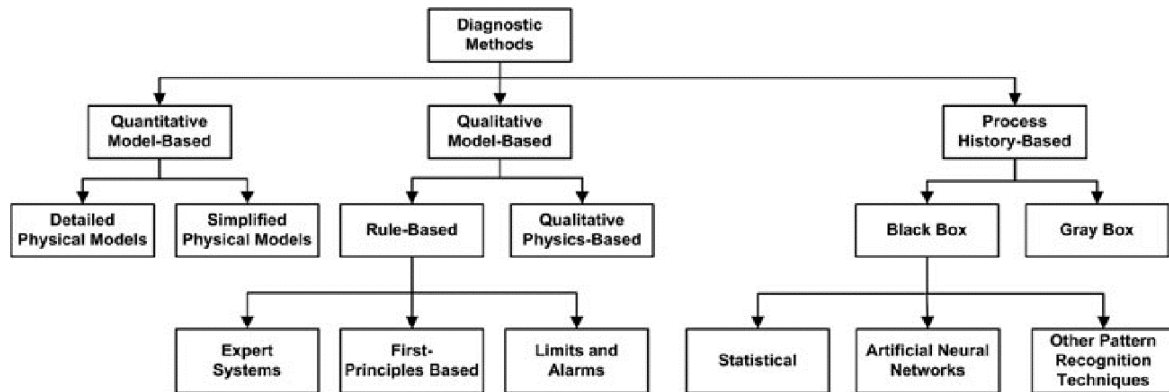 Diagnostic
Methods
Quantitative
Model-Based
Qualitative
Model-Based
Process
History-Based
Detailed
Physical Models
Simplified
Physical Models
Rule-Based
Qualitative
Physics-Based
Black Box
Gray Box
Expert
Systems
First-
Principles Based
Limits and
Alarms
Statistical
Artificial Neural
Networks
Other Pattern
Recognition
Techniques